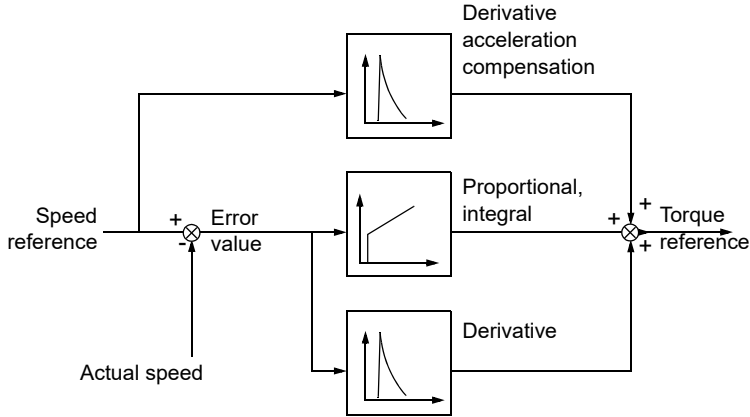 Derivative
acceleration
compensation
Proportional,
integral
Speed
reference
+
-
Error
value
+
+
+
Torque
reference
Derivative
Actual speed